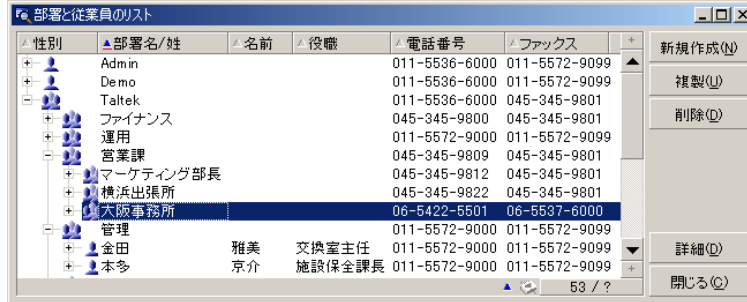 部署と従業員のリスト
性別 部署名/姓 名前 役職 電話番号 ファックス
Admin 011-5536-6000 011-5572-9099
Demo 011-5536-6000 011-5572-9099
Taltek 011-5536-6000 045-345-9801
ファイナンス 045-345-9800 045-345-9801
運用 011-5572-9000 011-5572-9099
営業課 045-345-9809 045-345-9801
マーケティング部長 045-345-9812 045-345-9801
横浜出張所 045-345-9822 045-345-9801
大阪事務所 06-5422-5501 06-5537-6000
管理 011-5572-9000 011-5572-9099
金田 雅美 交換室主任 011-5572-9000 011-5572-9099
本多 京介 施設保全課長 011-5572-9000 011-5572-9099
53 / ?
新規作成(N)
複製(U)
削除(D)
詳細(D)
閉じる(C)